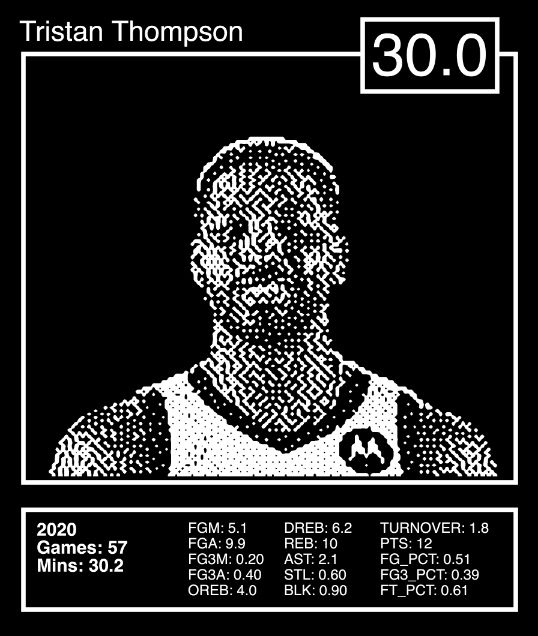 Tristan Thompson
30.0
2020
Games: 57
Mins: 30.2
FGM: 5.1
FGA: 9.9
FG3M: 0.20
FG3A: 0.40
OREB: 4.0
DREB: 6.2
REB: 10
AST: 2.1
STL: 0.60
BLK: 0.90
TURNOVER: 1.8
PTS: 12
FG_PCT: 0.51
FG3_PCT: 0.39
FT_PCT: 0.61